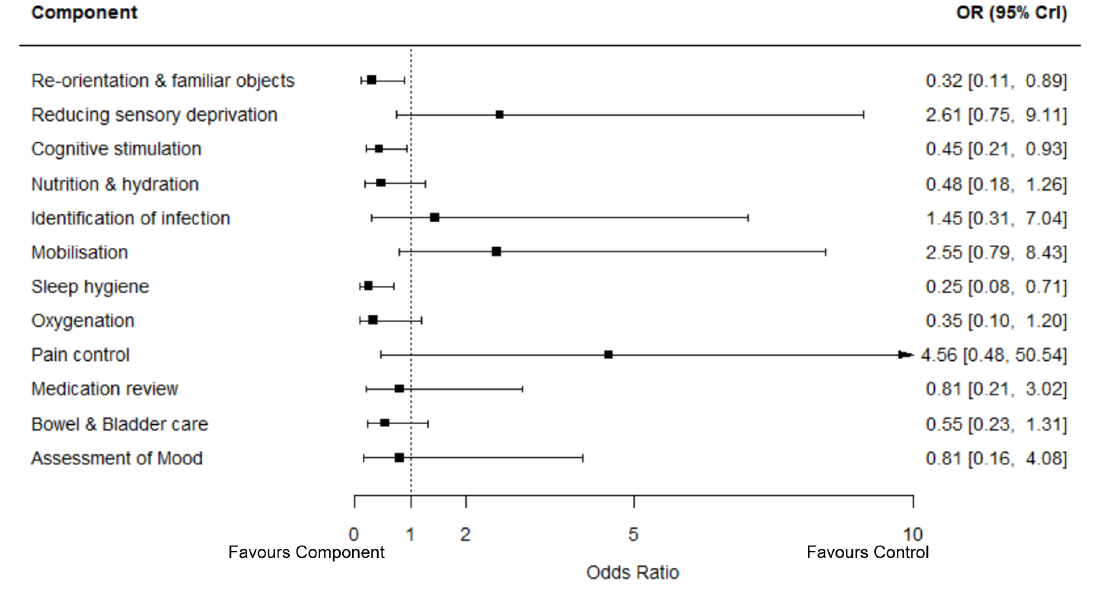 Component OR (95% CrI)
Re-orientation & familiar objects 0.32 [0.11, 0.89]
Reducing sensory deprivation 2.61 [0.75, 9.11]
Cognitive stimulation 0.45 [0.21, 0.93]
Nutrition & hydration 0.48 [0.18, 1.26]
Identification of infection 1.45 [0.31, 7.04]
Mobilisation 2.55 [0.79, 8.43]
Sleep hygiene 0.25 [0.08, 0.71]
Oxygenation 0.35 [0.10, 1.20]
Pain control 4.56 [0.48, 50.54]
Medication review 0.81 [0.21, 3.02]
Bowel & Bladder care 0.55 [0.23, 1.31]
Assessment of Mood 0.81 [0.16, 4.08]
0 1 2 5 10
Favours Component Favours Control
Odds Ratio